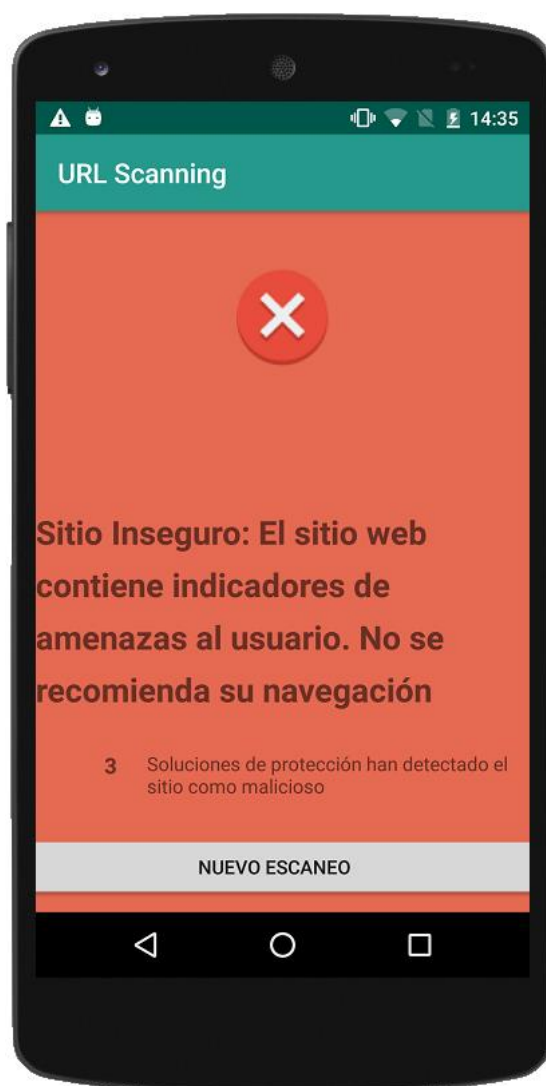 14:35
URL Scanning
Sitio Inseguro: El sitio web
contiene indicadores de
amenazas al usuario. No se
recomienda su navegación
3 Soluciones de protección han detectado el
sitio como malicioso
NUEVO ESCANEO